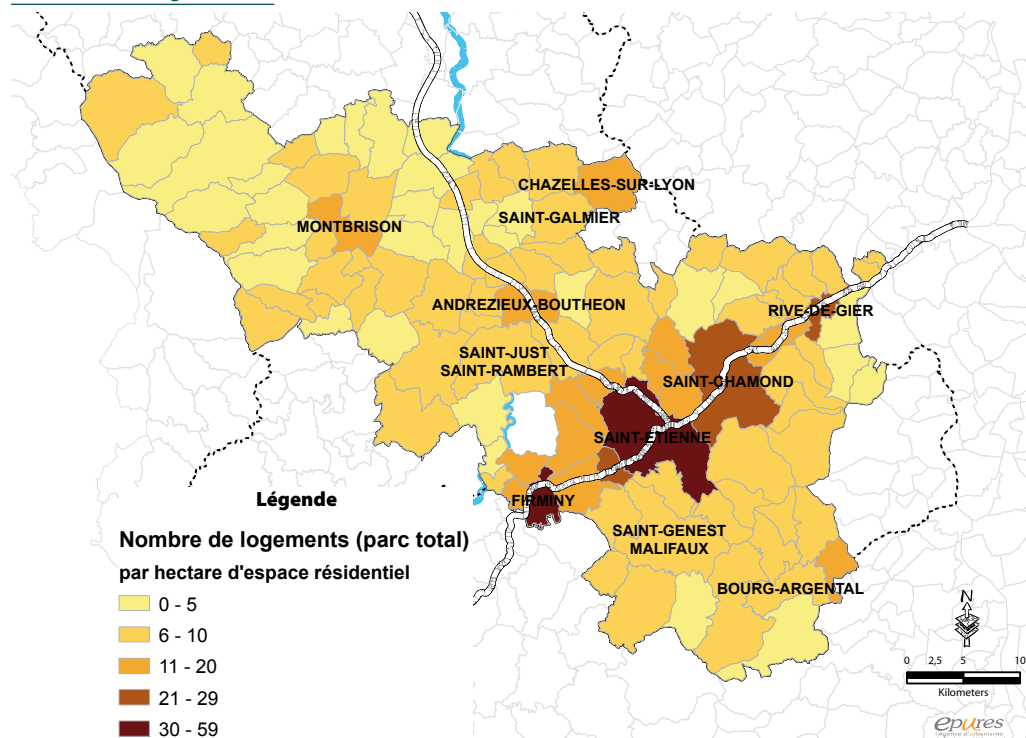 CHAZELLES-SUR-LYON
SAINT-GALMIER
MONTBRISON
ANDREZIEUX-BOUTHEON
RIVE-DE-GIER
SAINT-JUST
SAINT-RAMBERT
SAINT-CHAMOND
SAINT-ETIENNE
FIRMINY
SAINT-GENEST
MALIFAUX
BOURG-ARGENTAL
Légende
Nombre de logements (parc total)
par hectare d'espace résidentiel
0 - 5
6 - 10
11 - 20
21 - 29
30 - 59
N
0 2,5 5 10
Kilometers
epures
l'Agence d'urbanisme